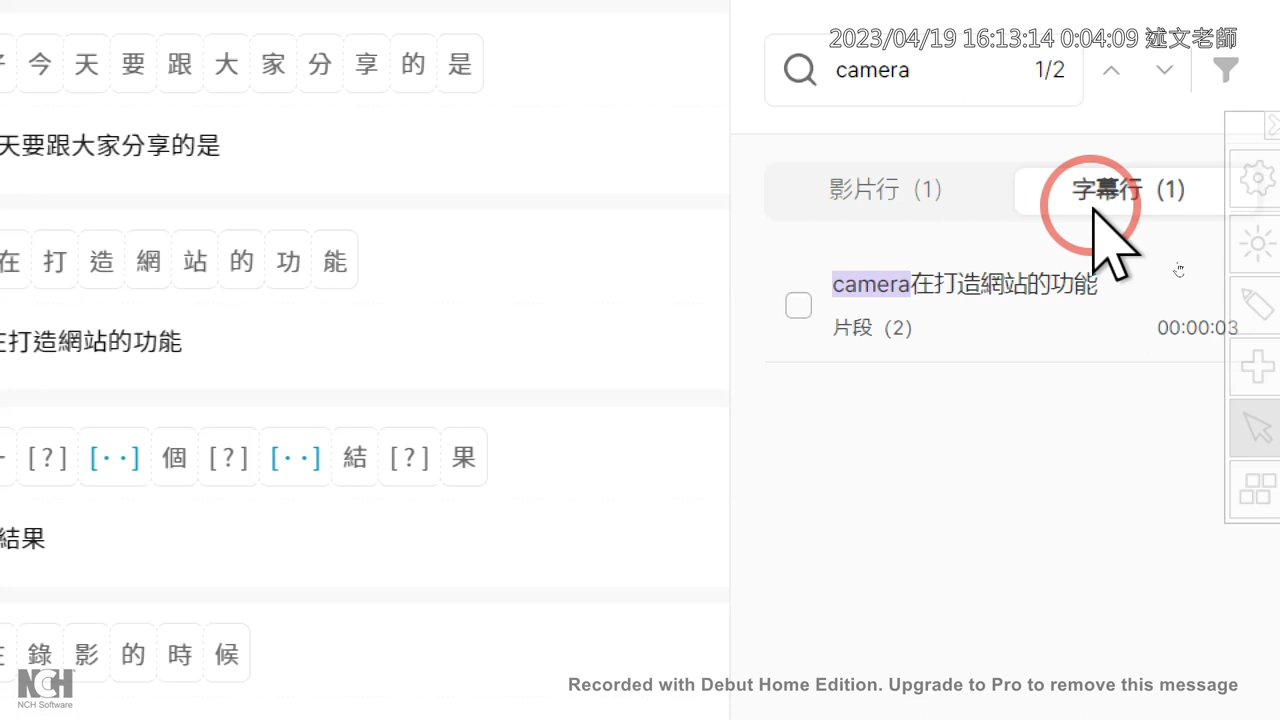 今天要跟大家分享的是
天要跟大家分享的是
在打造網站的功能
打造網站的功能
[?] [··] 個 [?] [··] 結 [?] 果
結果
錄影的時候
2023/04/19 16:13:14 0:04:09 述文老師
camera 1/2
影片行 (1) 字幕行 (1)
camera在打造網站的功能
片段 (2) 00:00:03
NCH
NCH Software
Recorded with Debut Home Edition. Upgrade to Pro to remove this message